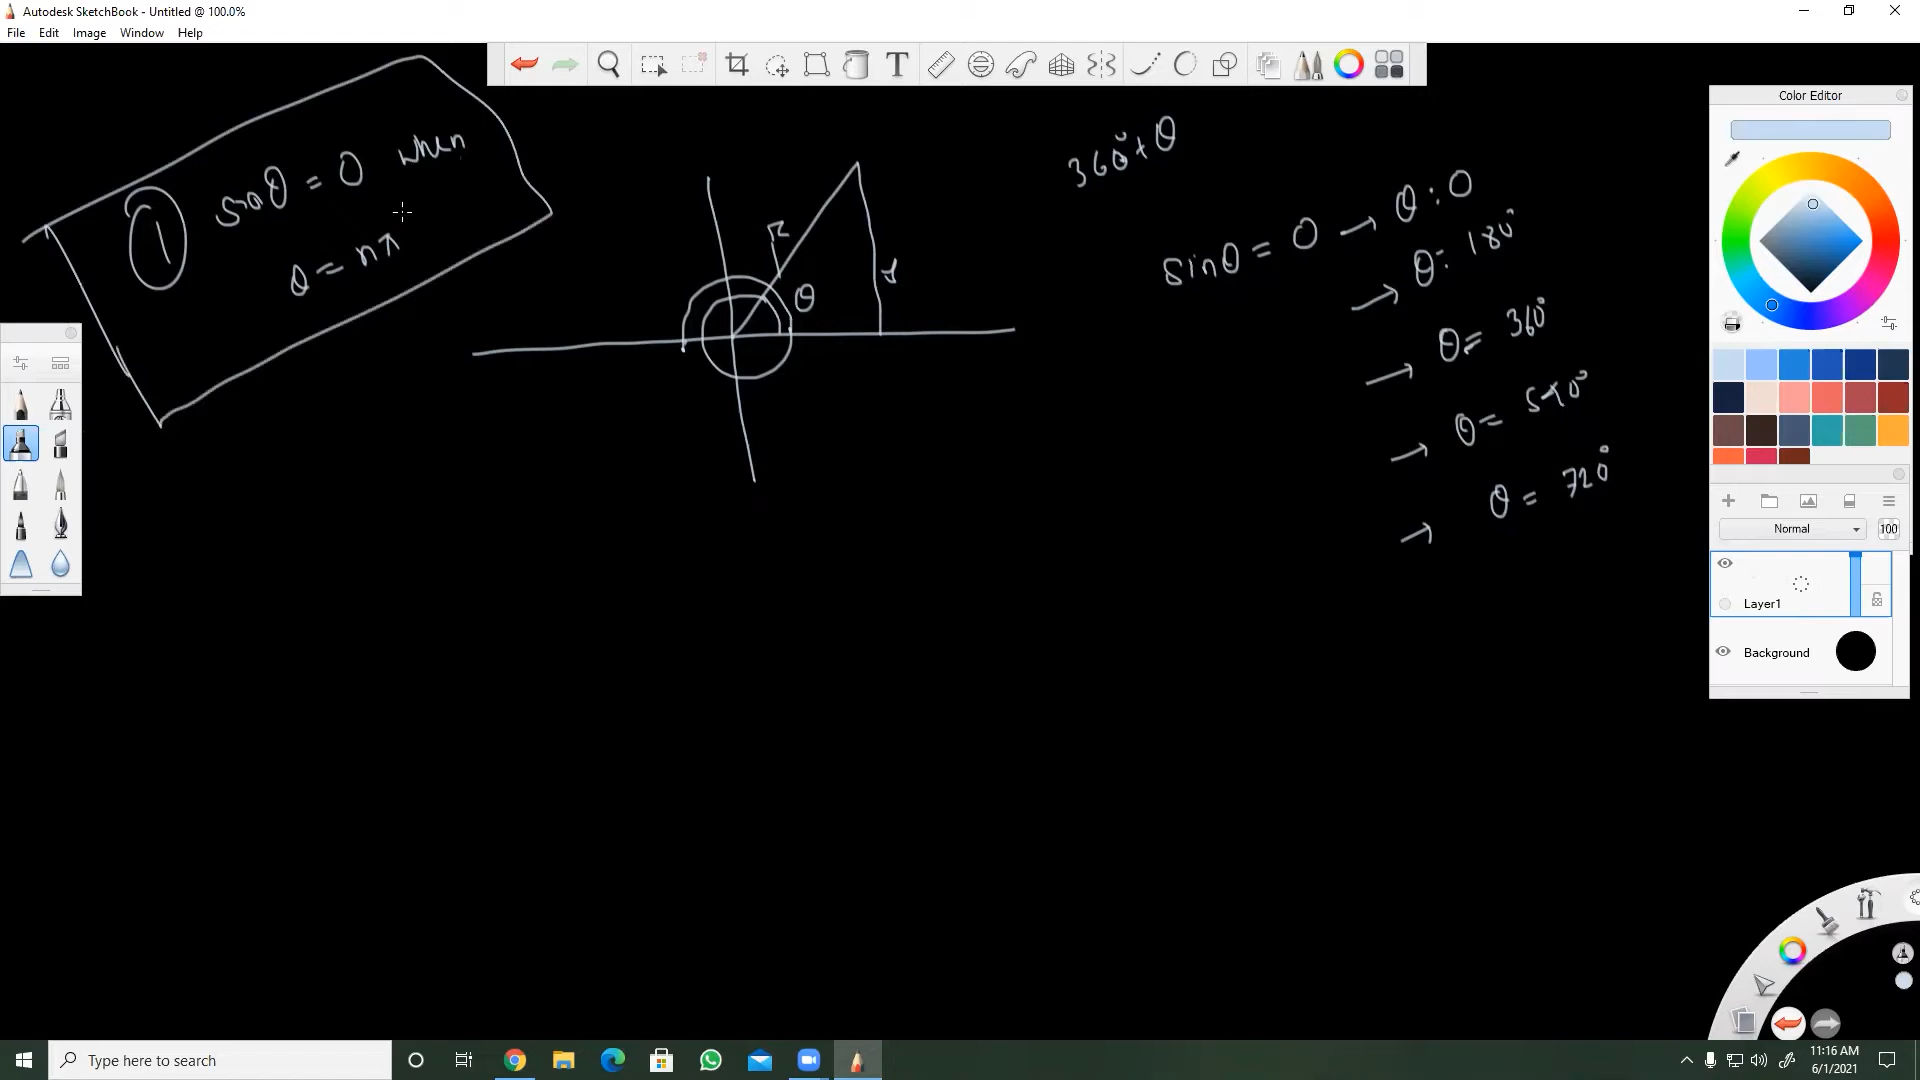 Autodesk SketchBook - Untitled @ 100.0%
File Edit Image Window Help
① sinθ = 0 when
θ = nπ
r
θ
y
360° + θ
sinθ = 0 → θ : 0
→ θ : 180°
→ θ = 360°
→ θ = 540°
→ θ = 720°
Color Editor
Normal
100
Layer1
Background
Type here to search
11:16 AM
6/1/2021